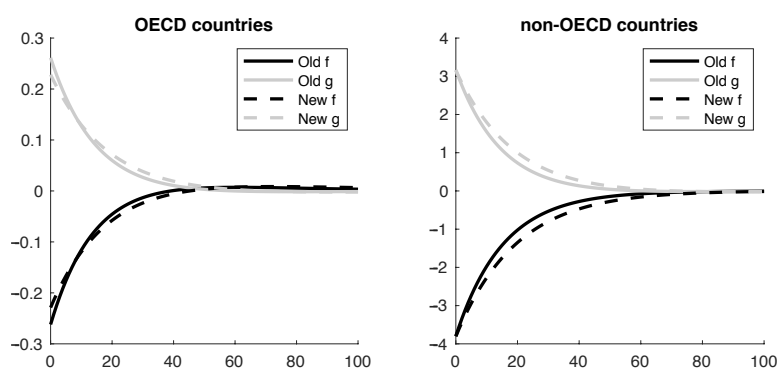 OECD countries
0.3
0.2
0.1
0
−0.1
−0.2
−0.3
0
20
40
60
80
100
Old f
Old g
New f
New g
non-OECD countries
4
3
2
1
0
−1
−2
−3
−4
0
20
40
60
80
100
Old f
Old g
New f
New g